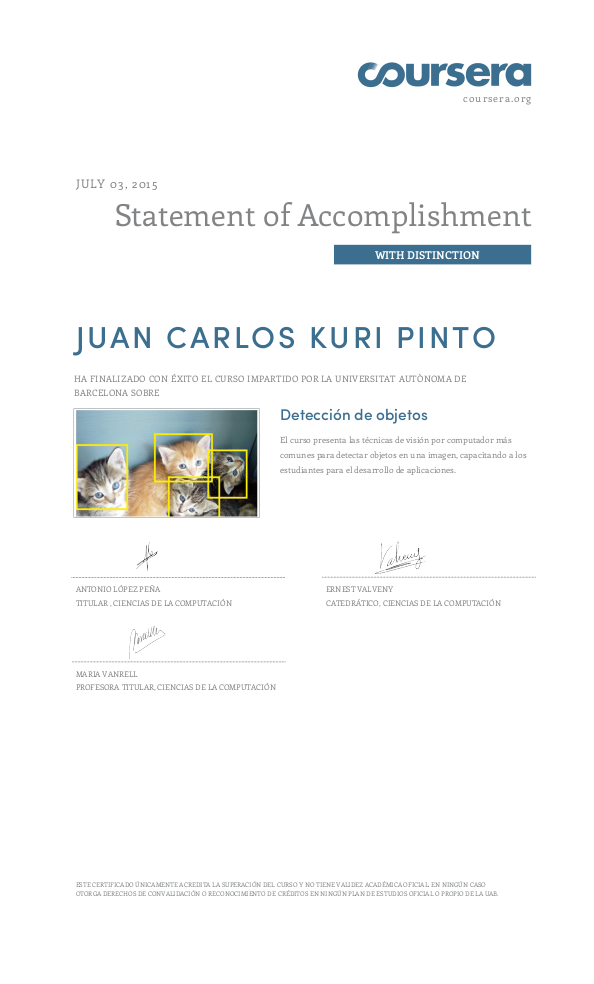 coursera
coursera.org
JULY 03, 2015
Statement of Accomplishment
WITH DISTINCTION
JUAN CARLOS KURI PINTO
HA FINALIZADO CON ÉXITO EL CURSO IMPARTIDO POR LA UNIVERSITAT AUTÒNOMA DE
BARCELONA SOBRE
Detección de objetos
El curso presenta las técnicas de visión por computador más
comunes para detectar objetos en una imagen, capacitando a los
estudiantes para el desarrollo de aplicaciones.
ANTONIO LÓPEZ PEÑA
TITULAR , CIENCIAS DE LA COMPUTACIÓN
Valveny
ERNEST VALVENY
CATEDRÁTICO, CIENCIAS DE LA COMPUTACIÓN
MARIA VANRELL
PROFESORA TITULAR, CIENCIAS DE LA COMPUTACIÓN
ESTE CERTIFICADO ÚNICAMENTE ACREDITA LA SUPERACIÓN DEL CURSO Y NO TIENE VALIDEZ ACADÉMICA OFICIAL. EN NINGÚN CASO
OTORGA DERECHOS DE CONVALIDACIÓN O RECONOCIMIENTO DE CRÉDITOS EN NINGÚN PLAN DE ESTUDIOS OFICIAL O PROPIO DE LA UAB.